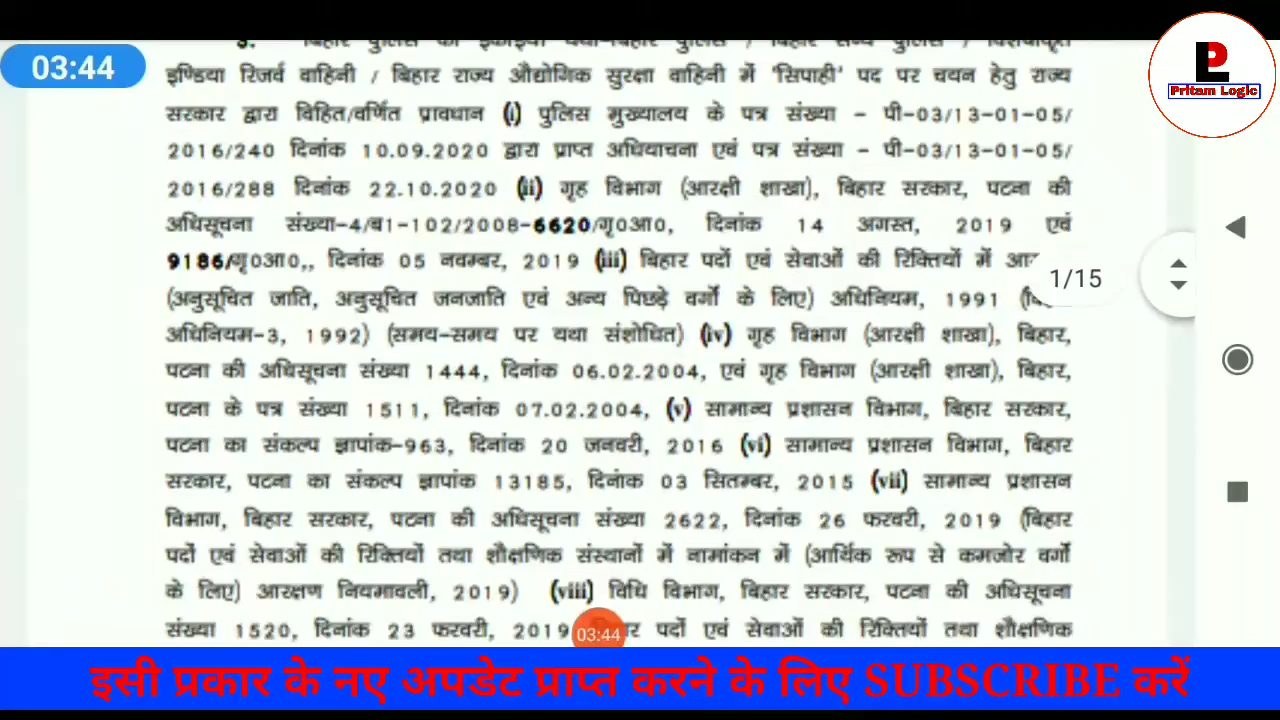 03:44
Pritam Logic
3. बिहार पुलिस की इकाइयों यथा-बिहार पुलिस / बिहार सैन्य पुलिस / विशेषीकृत
इण्डिया रिजर्व वाहिनी / बिहार राज्य औद्योगिक सुरक्षा वाहिनी में 'सिपाही' पद पर चयन हेतु राज्य
सरकार द्वारा विहित/वर्णित प्रावधान (i) पुलिस मुख्यालय के पत्र संख्या - पी-03/13-01-05/
2016/240 दिनांक 10.09.2020 द्वारा प्राप्त अधियाचना एवं पत्र संख्या - पी-03/13-01-05/
2016/288 दिनांक 22.10.2020 (ii) गृह विभाग (आरक्षी शाखा), बिहार सरकार, पटना की
अधिसूचना संख्या-4/ब1-102/2008-6620/गृ0आ0, दिनांक 14 अगस्त, 2019 एवं
9186/गृ0आ0,, दिनांक 05 नवम्बर, 2019 (iii) बिहार पदों एवं सेवाओं की रिक्तियों में
1/15
(अनुसूचित जाति, अनुसूचित जनजाति एवं अन्य पिछड़े वर्गो के लिए) अधिनियम, 1991
अधिनियम-3, 1992) (समय-समय पर यथा संशोधित) (iv) गृह विभाग (आरक्षी शाखा), बिहार,
पटना की अधिसूचना संख्या 1444, दिनांक 06.02.2004, एवं गृह विभाग (आरक्षी शाखा), बिहार,
पटना के पत्र संख्या 1511, दिनांक 07.02.2004, (v) सामान्य प्रशासन विभाग, बिहार सरकार,
पटना का संकल्प ज्ञापांक-963, दिनांक 20 जनवरी, 2016 (vi) सामान्य प्रशासन विभाग, बिहार
सरकार, पटना का संकल्प ज्ञापांक 13185, दिनांक 03 सितम्बर, 2015 (vii) सामान्य प्रशासन
विभाग, बिहार सरकार, पटना की अधिसूचना संख्या 2622, दिनांक 26 फरवरी, 2019 (बिहार
पदों एवं सेवाओं की रिक्तियों तथा शौक्षणिक संस्थानों में नामांकन में (आर्थिक रूप से कमजोर वर्गो
के लिए) आरक्षण नियमावली, 2019) (viii) विधि विभाग, बिहार सरकार, पटना की अधिसूचना
संख्या 1520, दिनांक 23 फरवरी, 2019 पदों एवं सेवाओं की रिक्तियों तथा शौक्षणिक
03:44
इसी प्रकार के नए अपडेट प्राप्त करने के लिए SUBSCRIBE करें